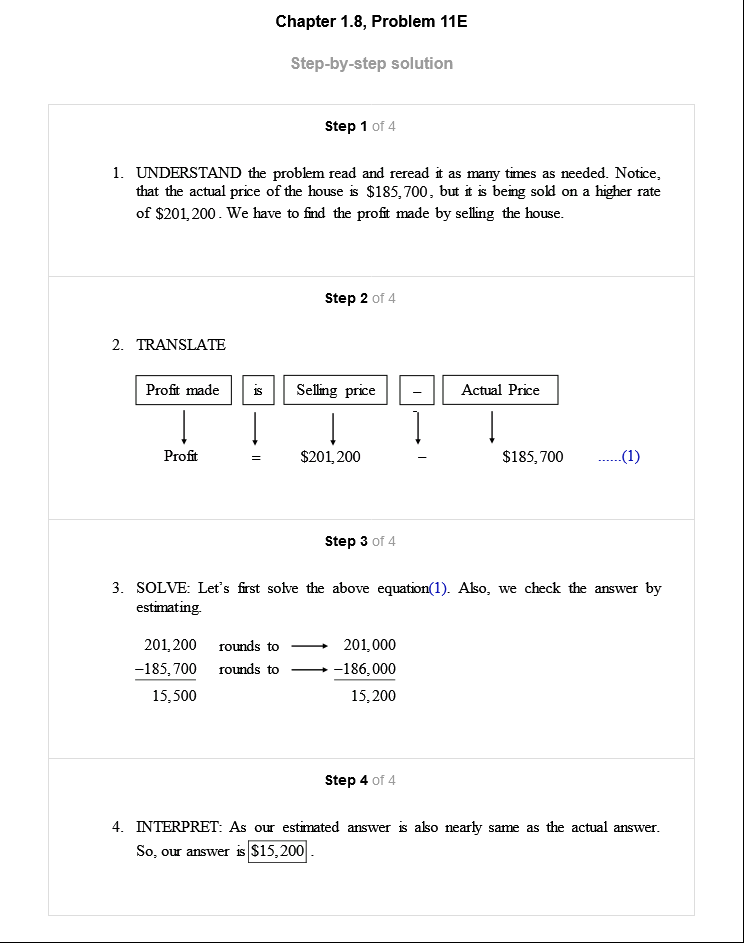 Chapter 1.8, Problem 11E
Step-by-step solution
Step 1 of 4
1. UNDERSTAND the problem read and reread it as many times as needed. Notice,
that the actual price of the house is $185,700, but it is being sold on a higher rate
of $201,200. We have to find the profit made by selling the house.
Step 2 of 4
2. TRANSLATE
Profit made is Selling price – Actual Price
Profit = $201,200 – $185,700 ......(1)
Step 3 of 4
3. SOLVE: Let's first solve the above equation(1). Also, we check the answer by
estimating.
201,200 rounds to ⟶ 201,000
–185,700 rounds to ⟶ –186,000
15,500 15,200
Step 4 of 4
4. INTERPRET: As our estimated answer is also nearly same as the actual answer.
So, our answer is $15,200.